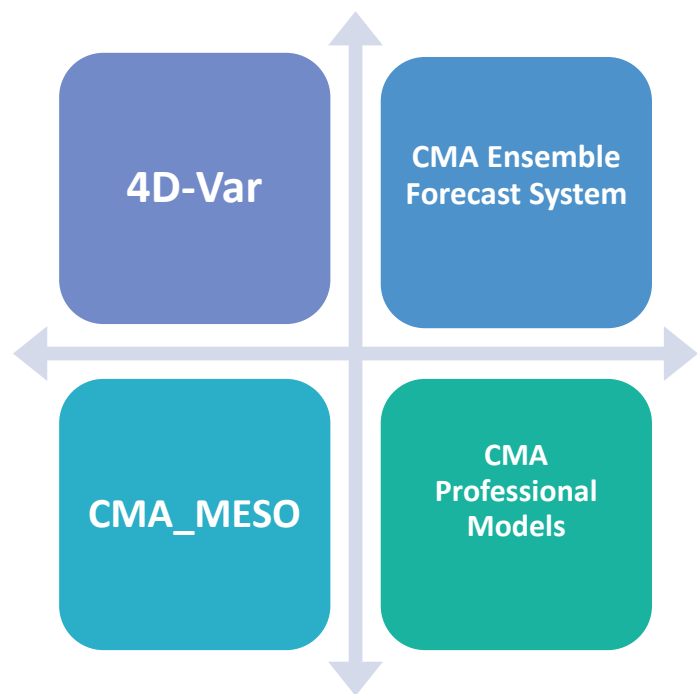 4D-Var
CMA Ensemble
Forecast System
CMA_MESO
CMA
Professional
Models